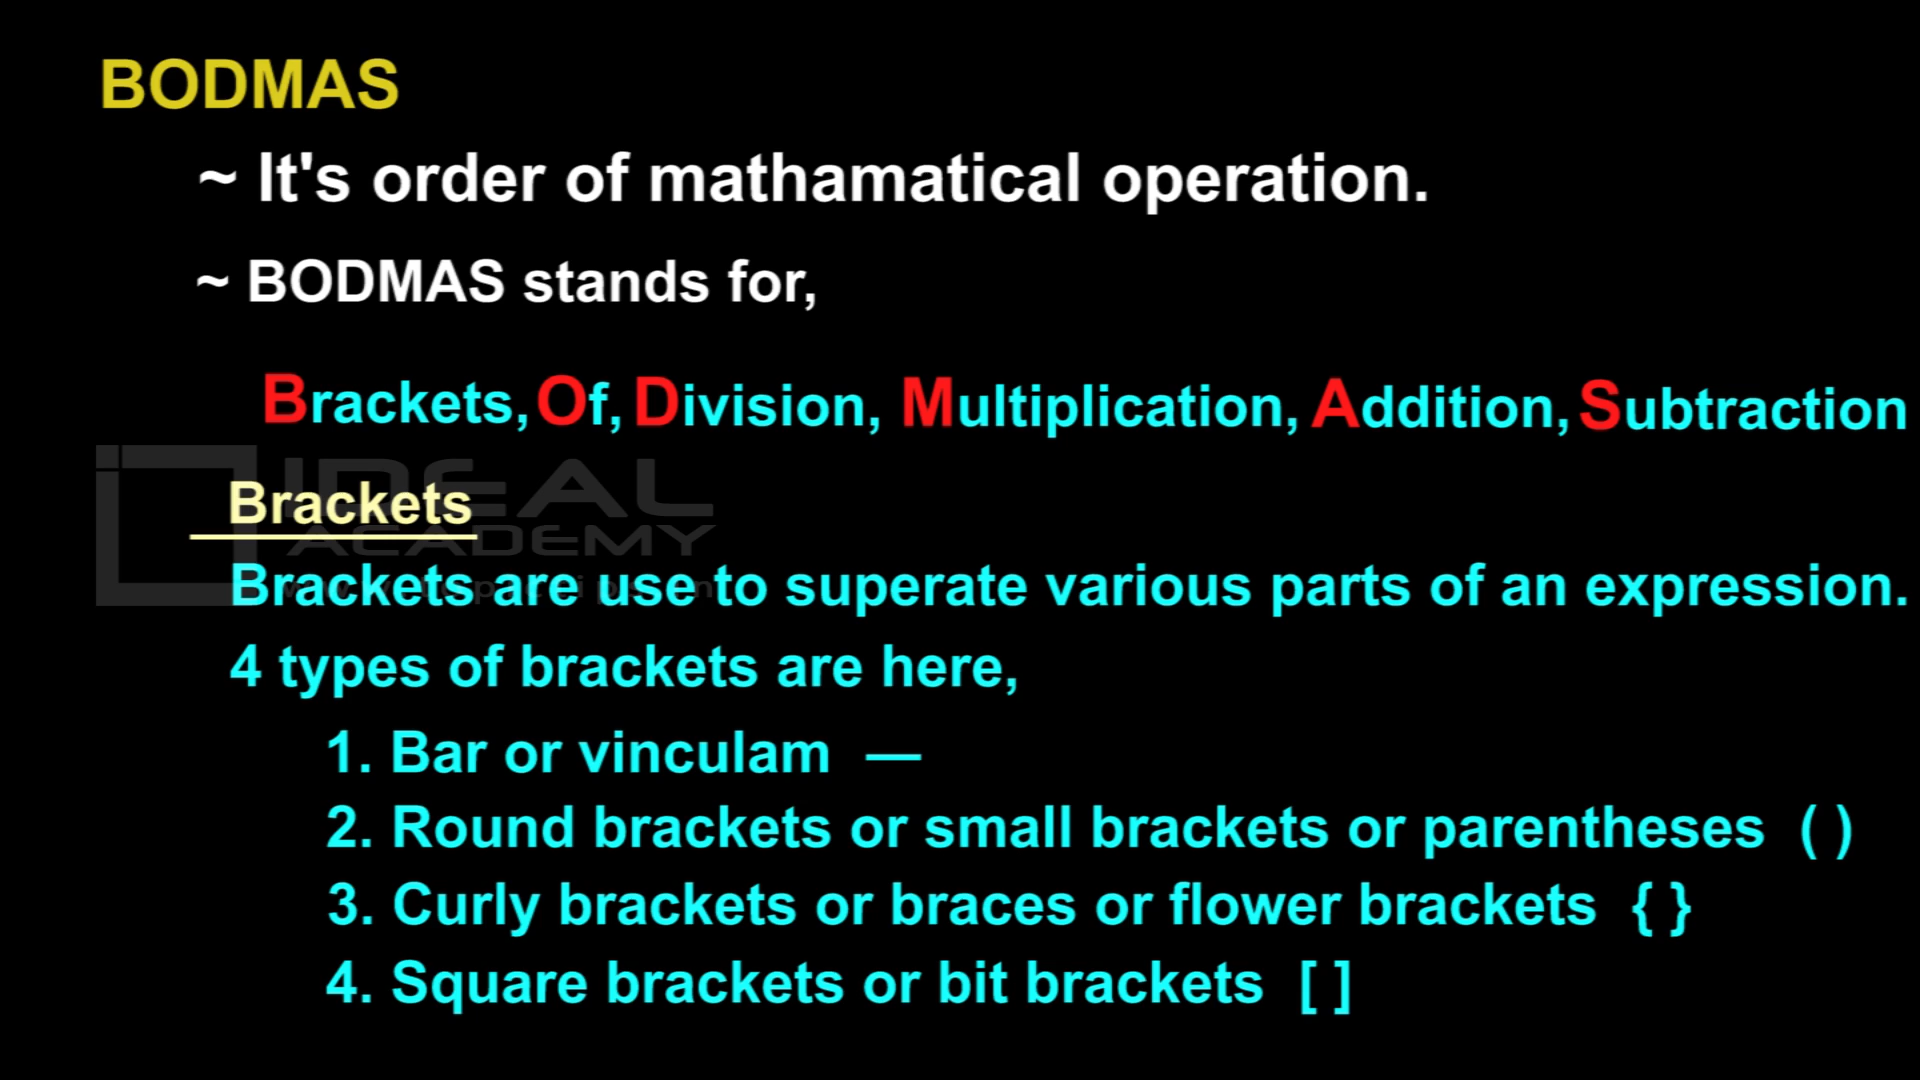 BODMAS
~ It's order of mathamatical operation.
~ BODMAS stands for,
Brackets, Of, Division, Multiplication, Addition, Subtraction
IDEAL
ACADEMY
Brackets
Brackets are use to superate various parts of an expression.
4 types of brackets are here,
1. Bar or vinculam —
2. Round brackets or small brackets or parentheses ( )
3. Curly brackets or braces or flower brackets { }
4. Square brackets or bit brackets [ ]